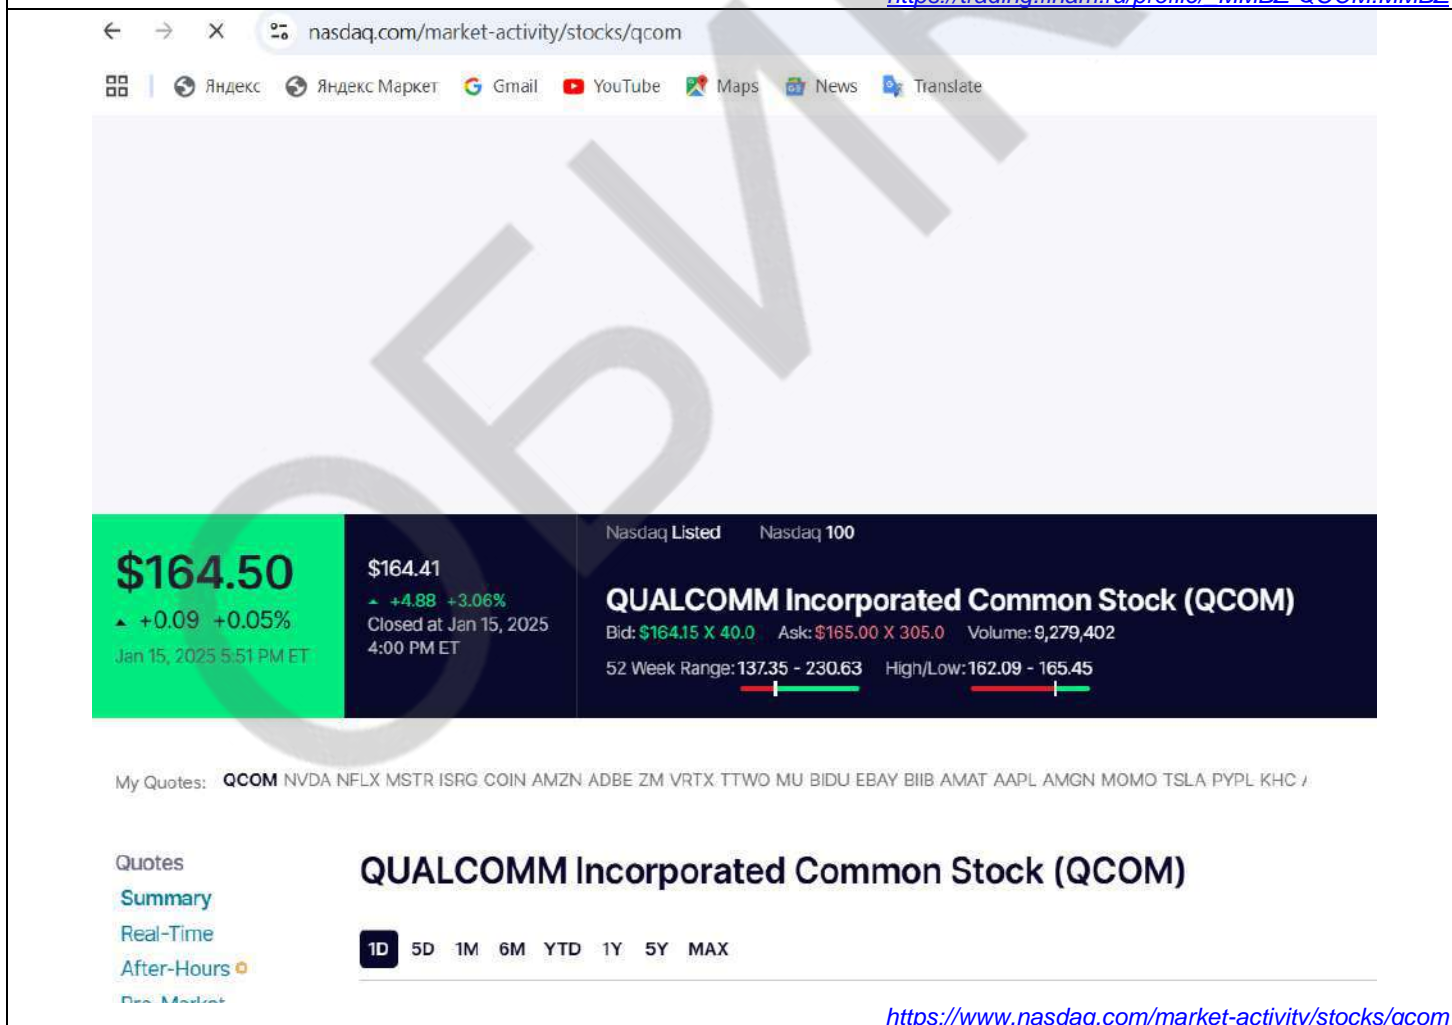 nasdaq.com/market-activity/stocks/qcom
Яндекс Яндекс Маркет Gmail YouTube Maps News Translate
ОБИ
Nasdaq Listed Nasdaq 100
$164.50
+0.09 +0.05%
Jan 15, 2025 5:51 PM ET
$164.41
+4.88 +3.06%
Closed at Jan 15, 2025
4:00 PM ET
QUALCOMM Incorporated Common Stock (QCOM)
Bid: $164.15 X 40.0 Ask: $165.00 X 305.0 Volume: 9,279,402
52 Week Range: 137.35 - 230.63 High/Low: 162.09 - 165.45
My Quotes: QCOM NVDA NFLX MSTR ISRG COIN AMZN ADBE ZM VRTX TTWO MU BIDU EBAY BIIB AMAT AAPL AMGN MOMO TSLA PYPL KHC
Quotes
Summary
Real-Time
After-Hours
Pre-Market
QUALCOMM Incorporated Common Stock (QCOM)
1D 5D 1M 6M YTD 1Y 5Y MAX
https://www.nasdaq.com/market-activity/stocks/qcom